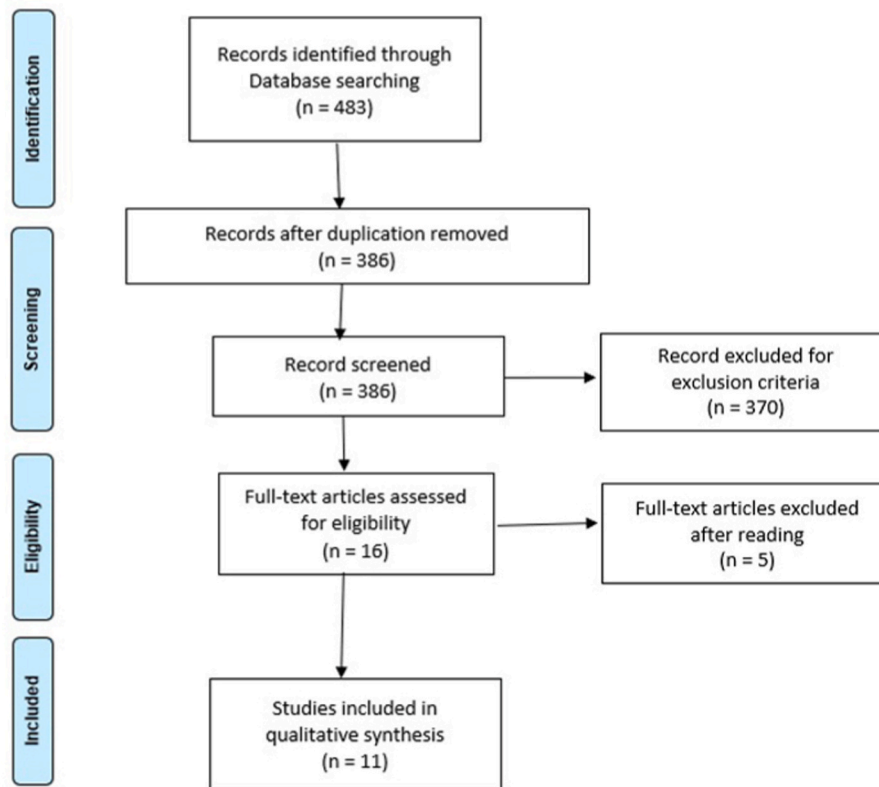 Identification
Records identified through
Database searching
(n = 483)
Records after duplication removed
(n = 386)
Screening
Record screened
(n = 386)
Record excluded for
exclusion criteria
(n = 370)
Eligibility
Full-text articles assessed
for eligibility
(n = 16)
Full-text articles excluded
after reading
(n = 5)
Included
Studies included in
qualitative synthesis
(n = 11)